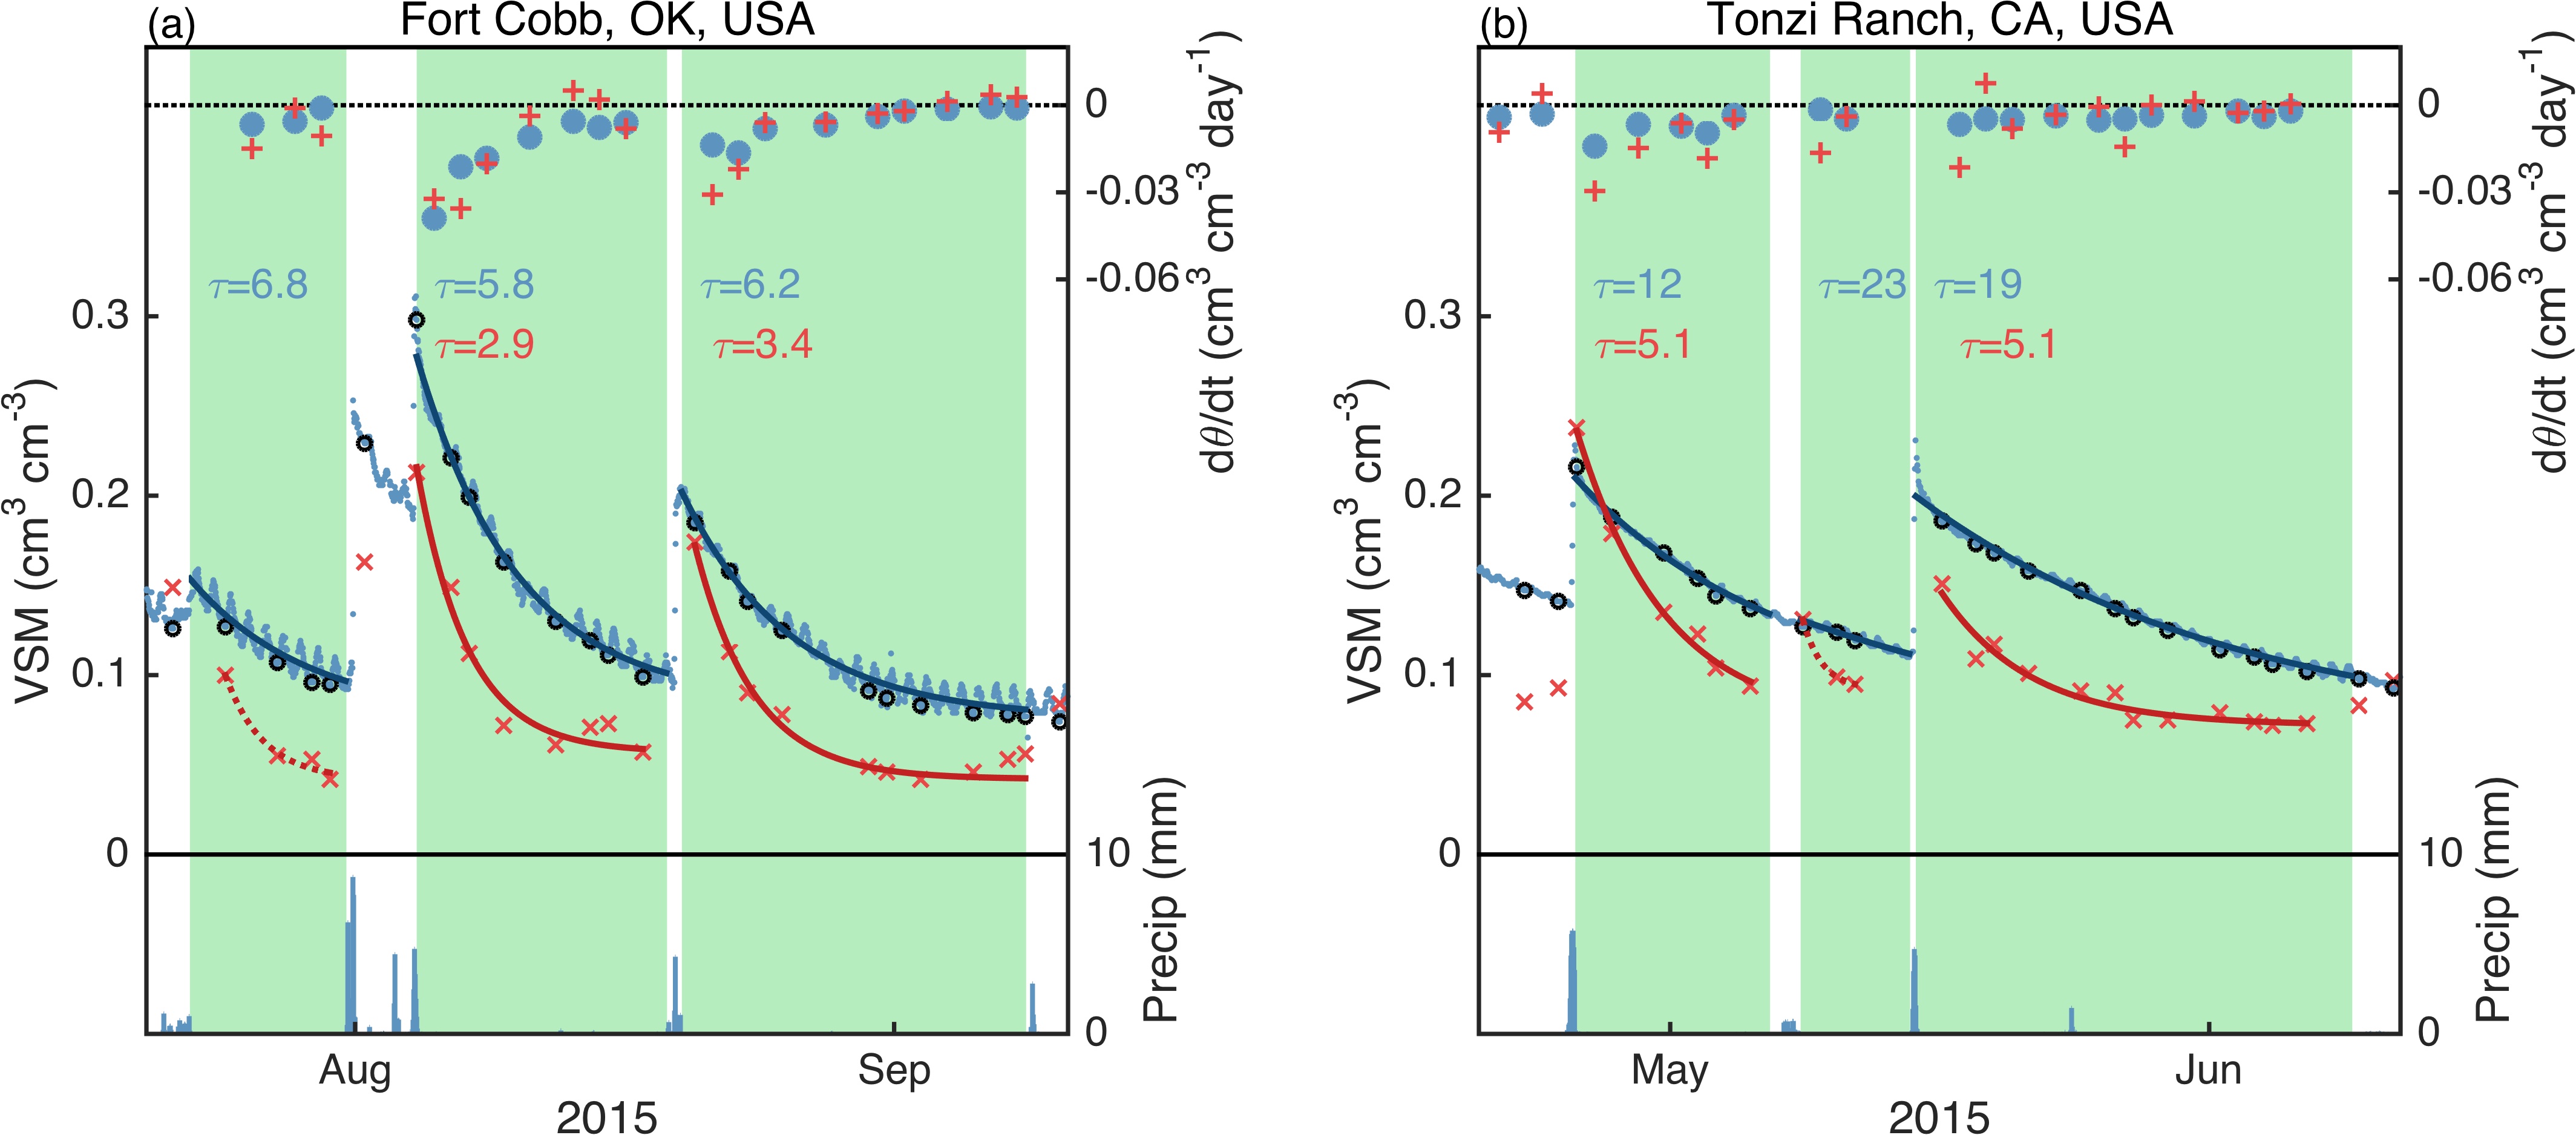 (a) Fort Cobb, OK, USA
0
-0.03
-0.06
dθ/dt (cm³ cm⁻³ day⁻¹)
τ=6.8
τ=5.8
τ=6.2
τ=2.9
τ=3.4
0.3
0.2
0.1
0
VSM (cm³ cm⁻³)
10
0
Precip (mm)
Aug
Sep
2015
(b) Tonzi Ranch, CA, USA
0
-0.03
-0.06
dθ/dt (cm³ cm⁻³ day⁻¹)
τ=12
τ=23
τ=19
τ=5.1
τ=5.1
0.3
0.2
0.1
0
VSM (cm³ cm⁻³)
10
0
Precip (mm)
May
Jun
2015